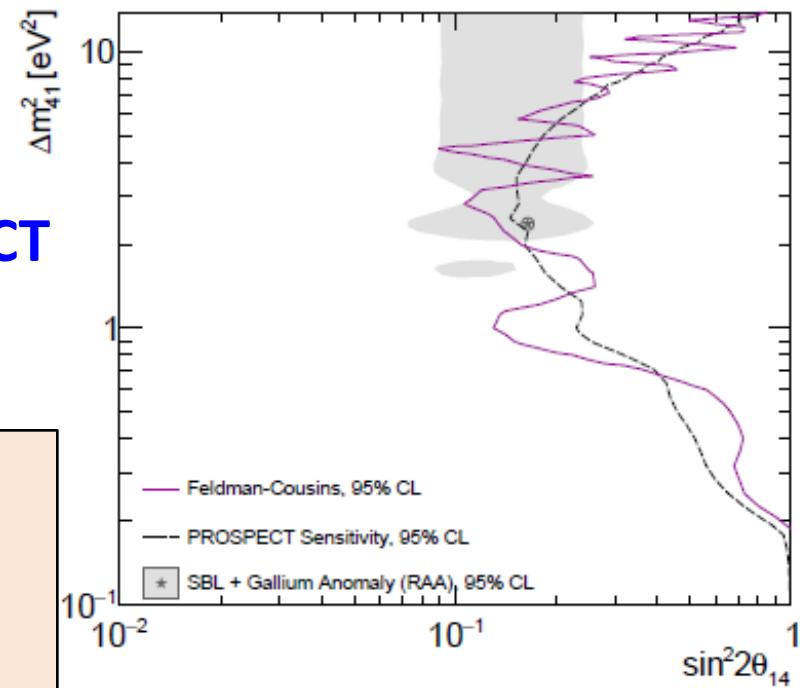 10
Δm²₄₁ [eV²]
CT
1
Feldman-Cousins, 95% CL
PROSPECT Sensitivity, 95% CL
SBL + Gallium Anomaly (RAA), 95% CL
10⁻¹
10⁻² 10⁻¹ 1
sin²2θ₁₄